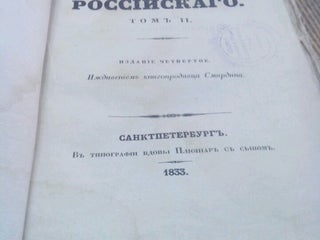 РОССІЙСКАГО.
ТОМЪ II.
ИЗДАНІЕ ЧЕТВЕРТОЕ.
Иждивеніемъ книгопродавца Смирдина.
САНКТПЕТЕРБУРГЪ.
Въ типографіи вдовы Плюшаръ съ сыномъ.
1833.